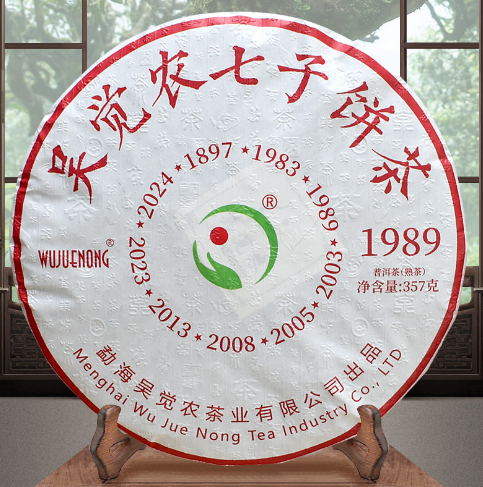 吴觉农七子饼茶
1897★1983★1989★2003★2005★2008★2013★2023★2024★
®
WUJUENONG®
1989
普洱茶(熟茶)
净含量:357克
勐海吴觉农茶业有限公司出品
Menghai Wu Jue Nong Tea Industry Co., LTD